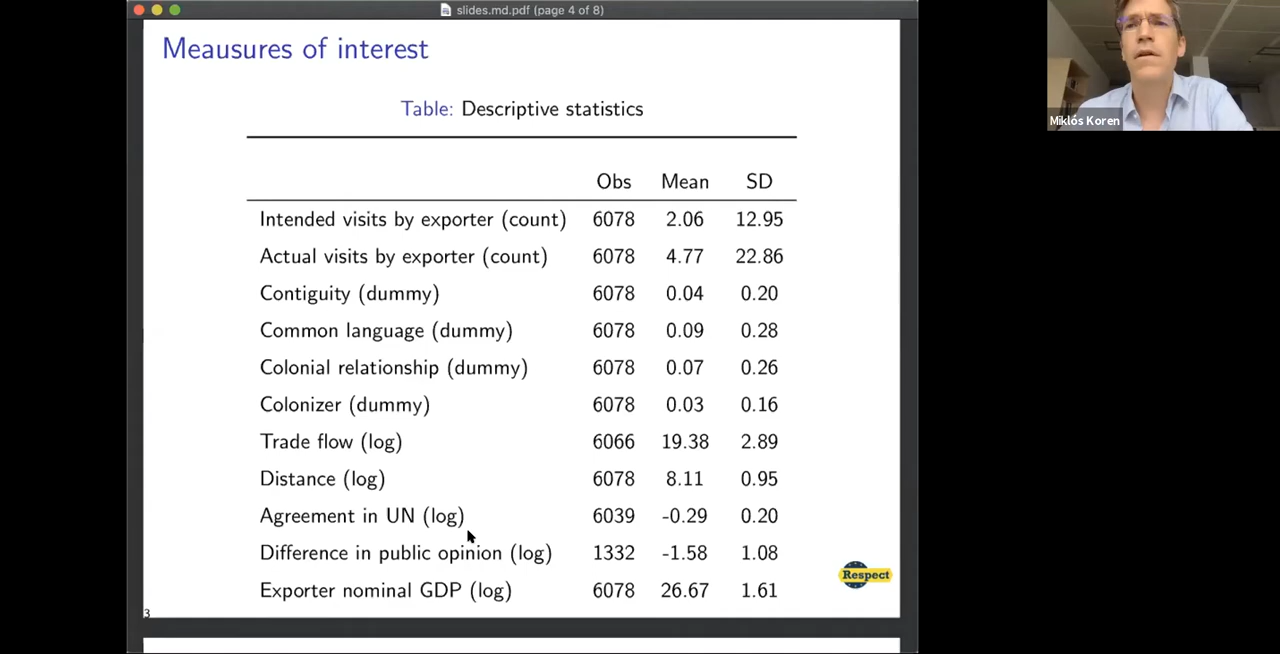 slides.md.pdf (page 4 of 8)
Meausures of interest
Table: Descriptive statistics
Obs Mean SD
Intended visits by exporter (count) 6078 2.06 12.95
Actual visits by exporter (count) 6078 4.77 22.86
Contiguity (dummy) 6078 0.04 0.20
Common language (dummy) 6078 0.09 0.28
Colonial relationship (dummy) 6078 0.07 0.26
Colonizer (dummy) 6078 0.03 0.16
Trade flow (log) 6066 19.38 2.89
Distance (log) 6078 8.11 0.95
Agreement in UN (log) 6039 -0.29 0.20
Difference in public opinion (log) 1332 -1.58 1.08
Exporter nominal GDP (log) 6078 26.67 1.61
Respect
3
Miklós Koren